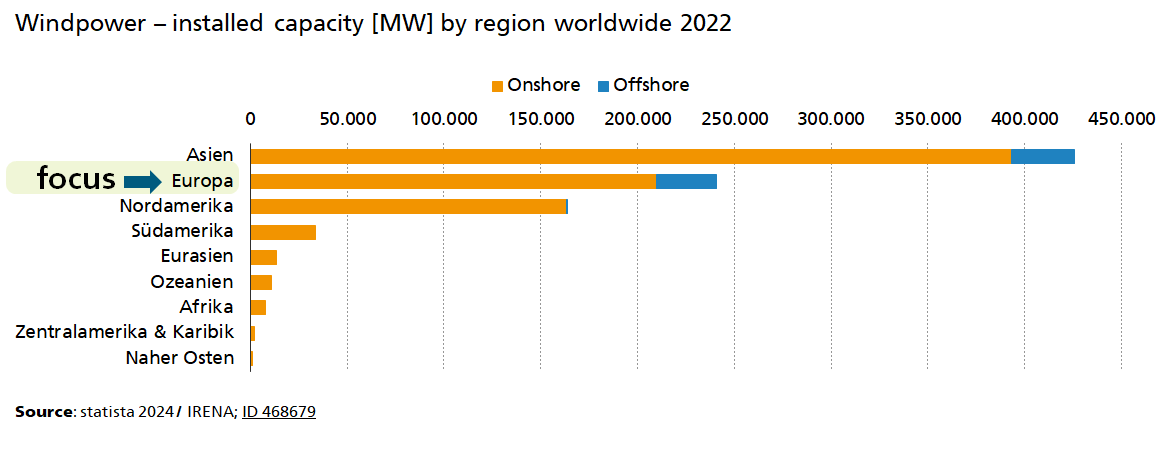 Windpower – installed capacity [MW] by region worldwide 2022
Onshore Offshore
0 50.000 100.000 150.000 200.000 250.000 300.000 350.000 400.000 450.000
Asien
focus Europa
Nordamerika
Südamerika
Eurasien
Ozeanien
Afrika
Zentralamerika & Karibik
Naher Osten
Source: statista 2024 / IRENA; ID 468679